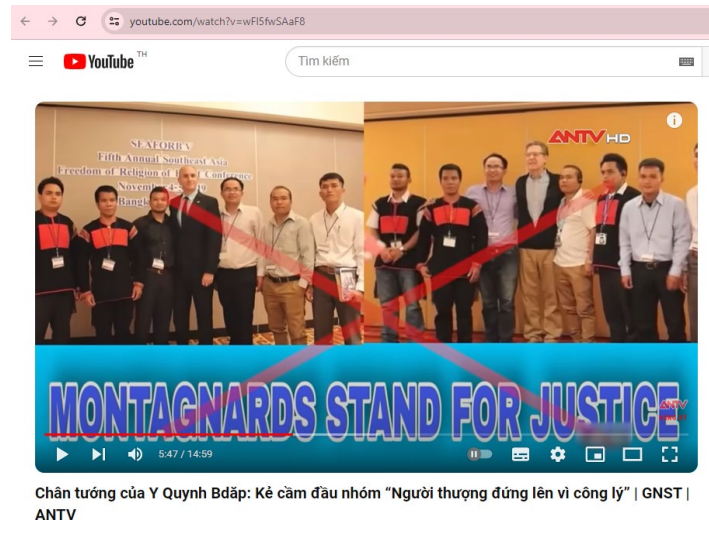 youtube.com/watch?v=wFI5fwSAaF8
YouTube TH
Tìm kiếm
SEAFORB V
Fifth Annual Southeast Asia
Freedom of Religion of Conference
November
Bangk
ANTV HD
MONTAGNARDS STAND FOR JUSTICE
ANTV
5:47 / 14:59
Chân tướng của Y Quynh Bdăp: Kẻ cầm đầu nhóm “Người thượng đứng lên vì công lý” | GNST |
ANTV